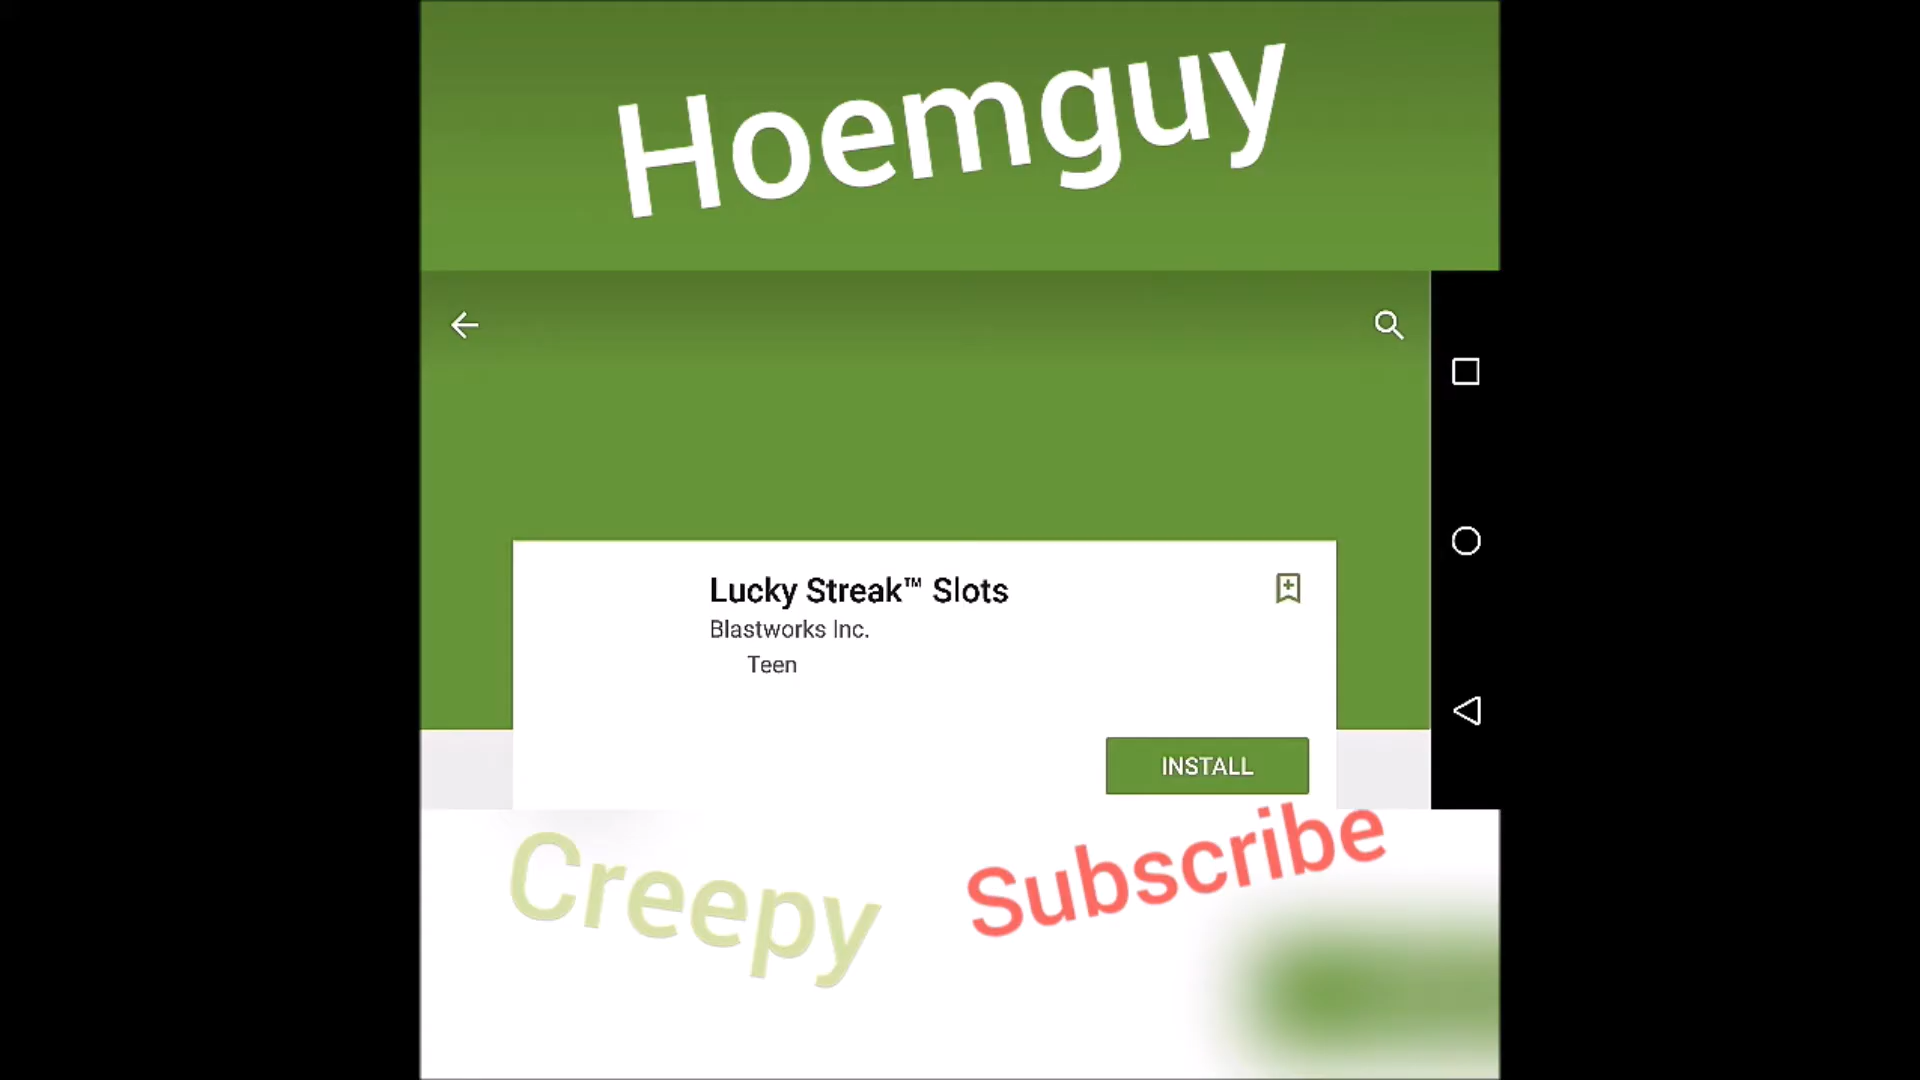 Hoemguy
Lucky Streak™ Slots
Blastworks Inc.
Teen
INSTALL
Creepy
Subscribe